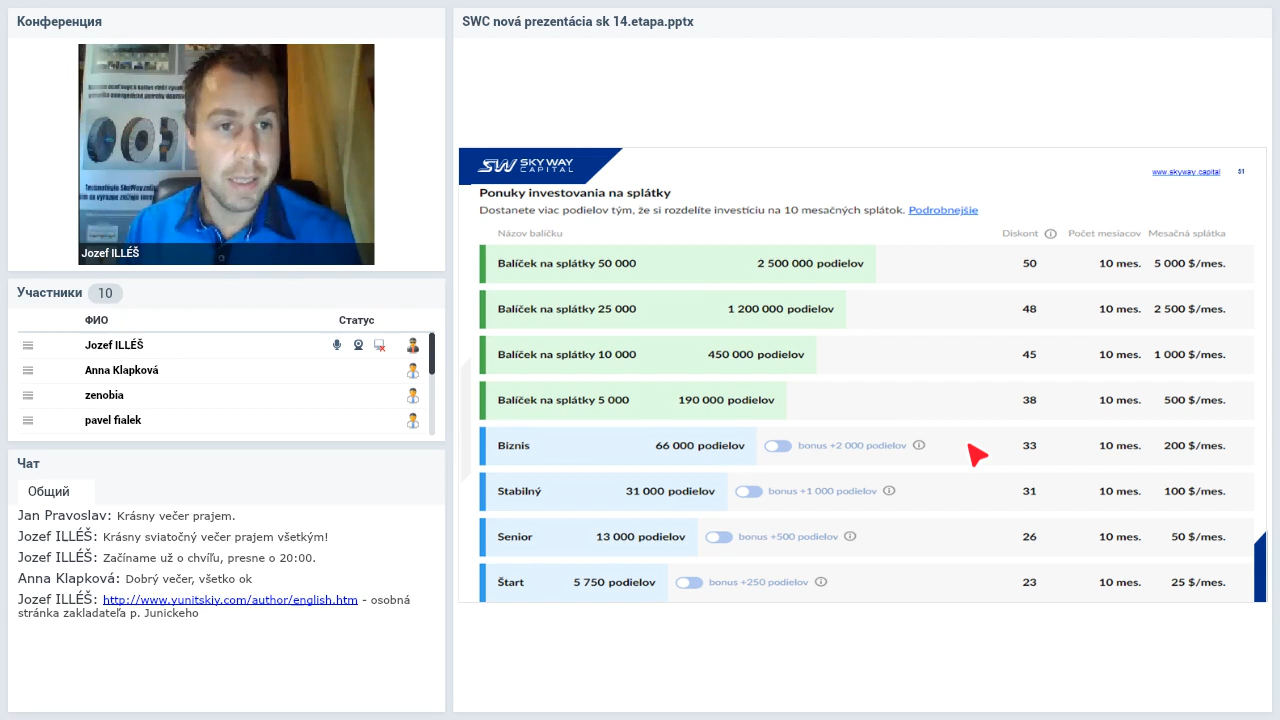 Конференция
Jozef ILLÉŠ
Участники 10
ФИО Статус
Jozef ILLÉŠ
Anna Klapková
zenobia
pavel fialek
Чат
Общий
Jan Pravoslav: Krásny večer prajem.
Jozef ILLÉŠ: Krásny sviatočný večer prajem všetkým!
Jozef ILLÉŠ: Začíname už o chvíľu, presne o 20:00.
Anna Klapková: Dobrý večer, všetko ok
Jozef ILLÉŠ: http://www.yunitskiy.com/author/english.htm - osobná
stránka zakladateľa p. Junickeho
SWC nová prezentácia sk 14.etapa.pptx
SW SKY WAY
CAPITAL
www.skyway.capital 51
Ponuky investovania na splátky
Dostanete viac podielov tým, že si rozdelíte investíciu na 10 mesačných splátok. Podrobnejšie
Názov balíčku Diskont Počet mesiacov Mesačná splátka
Balíček na splátky 50 000 2 500 000 podielov 50 10 mes. 5 000 $/mes.
Balíček na splátky 25 000 1 200 000 podielov 48 10 mes. 2 500 $/mes.
Balíček na splátky 10 000 450 000 podielov 45 10 mes. 1 000 $/mes.
Balíček na splátky 5 000 190 000 podielov 38 10 mes. 500 $/mes.
Biznis 66 000 podielov bonus +2 000 podielov 33 10 mes. 200 $/mes.
Stabilný 31 000 podielov bonus +1 000 podielov 31 10 mes. 100 $/mes.
Senior 13 000 podielov bonus +500 podielov 26 10 mes. 50 $/mes.
Štart 5 750 podielov bonus +250 podielov 23 10 mes. 25 $/mes.